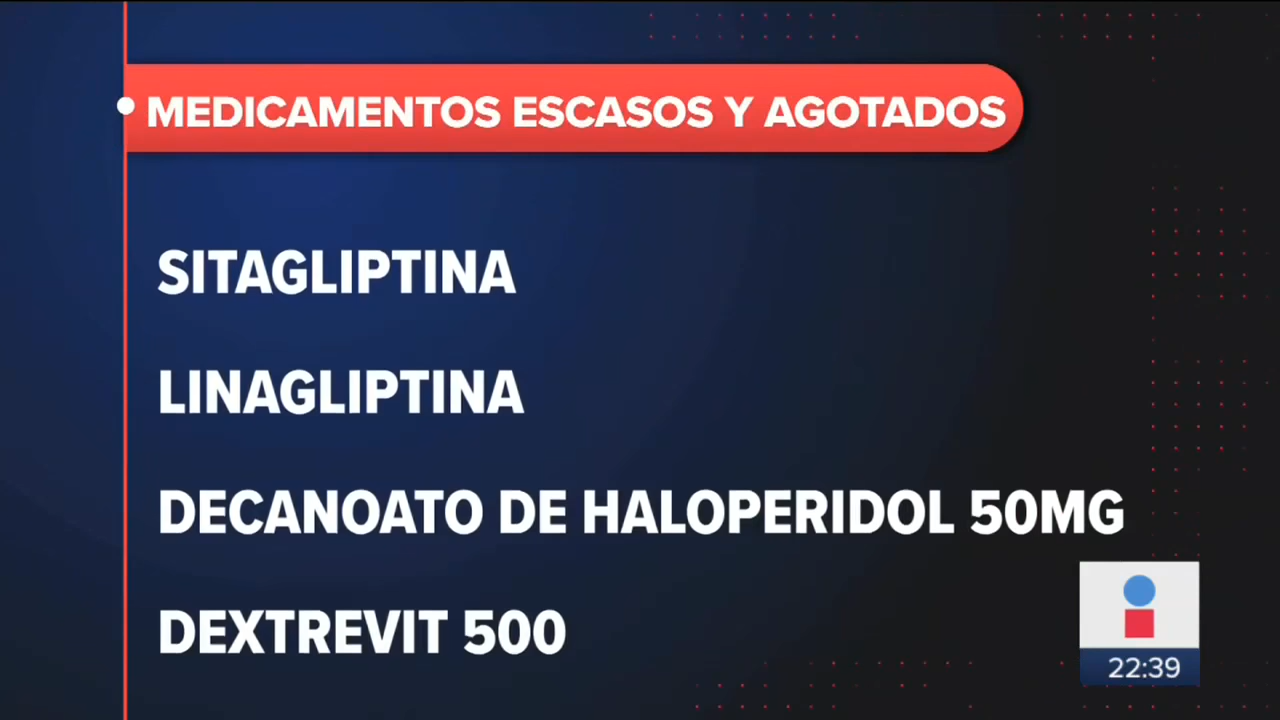 MEDICAMENTOS ESCASOS Y AGOTADOS
SITAGLIPTINA
LINAGLIPTINA
DECANOATO DE HALOPERIDOL 50MG
DEXTREVIT 500
22:39